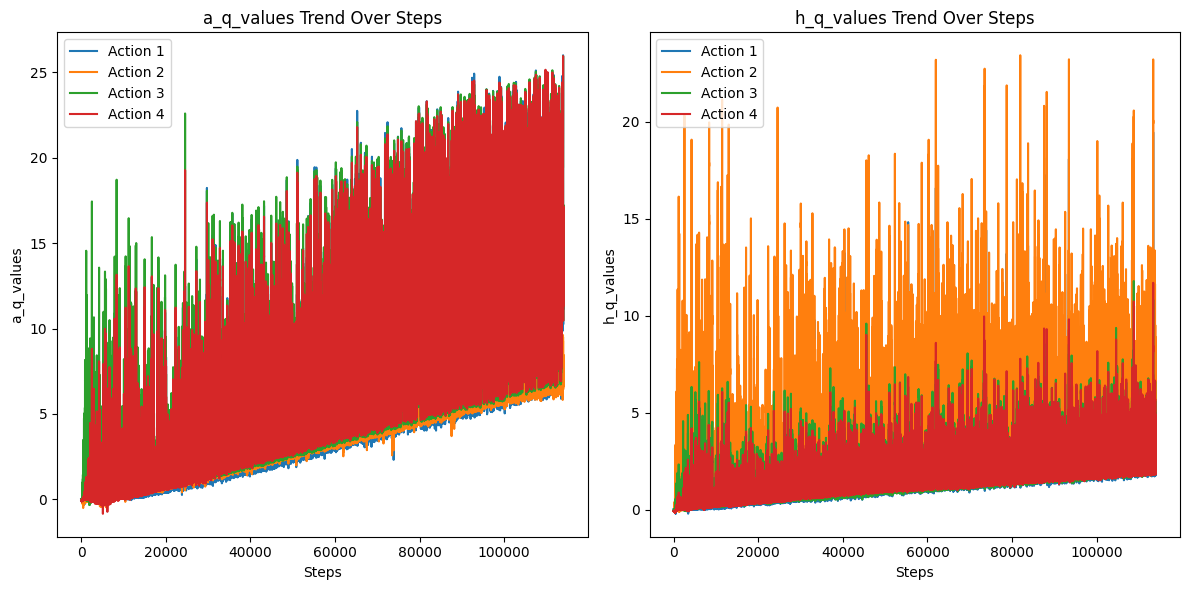 a_q_values Trend Over Steps
Action 1
Action 2
Action 3
Action 4
25
20
15
10
5
0
a_q_values
0
20000
40000
60000
80000
100000
Steps
h_q_values Trend Over Steps
Action 1
Action 2
Action 3
Action 4
20
15
10
5
0
h_q_values
0
20000
40000
60000
80000
100000
Steps